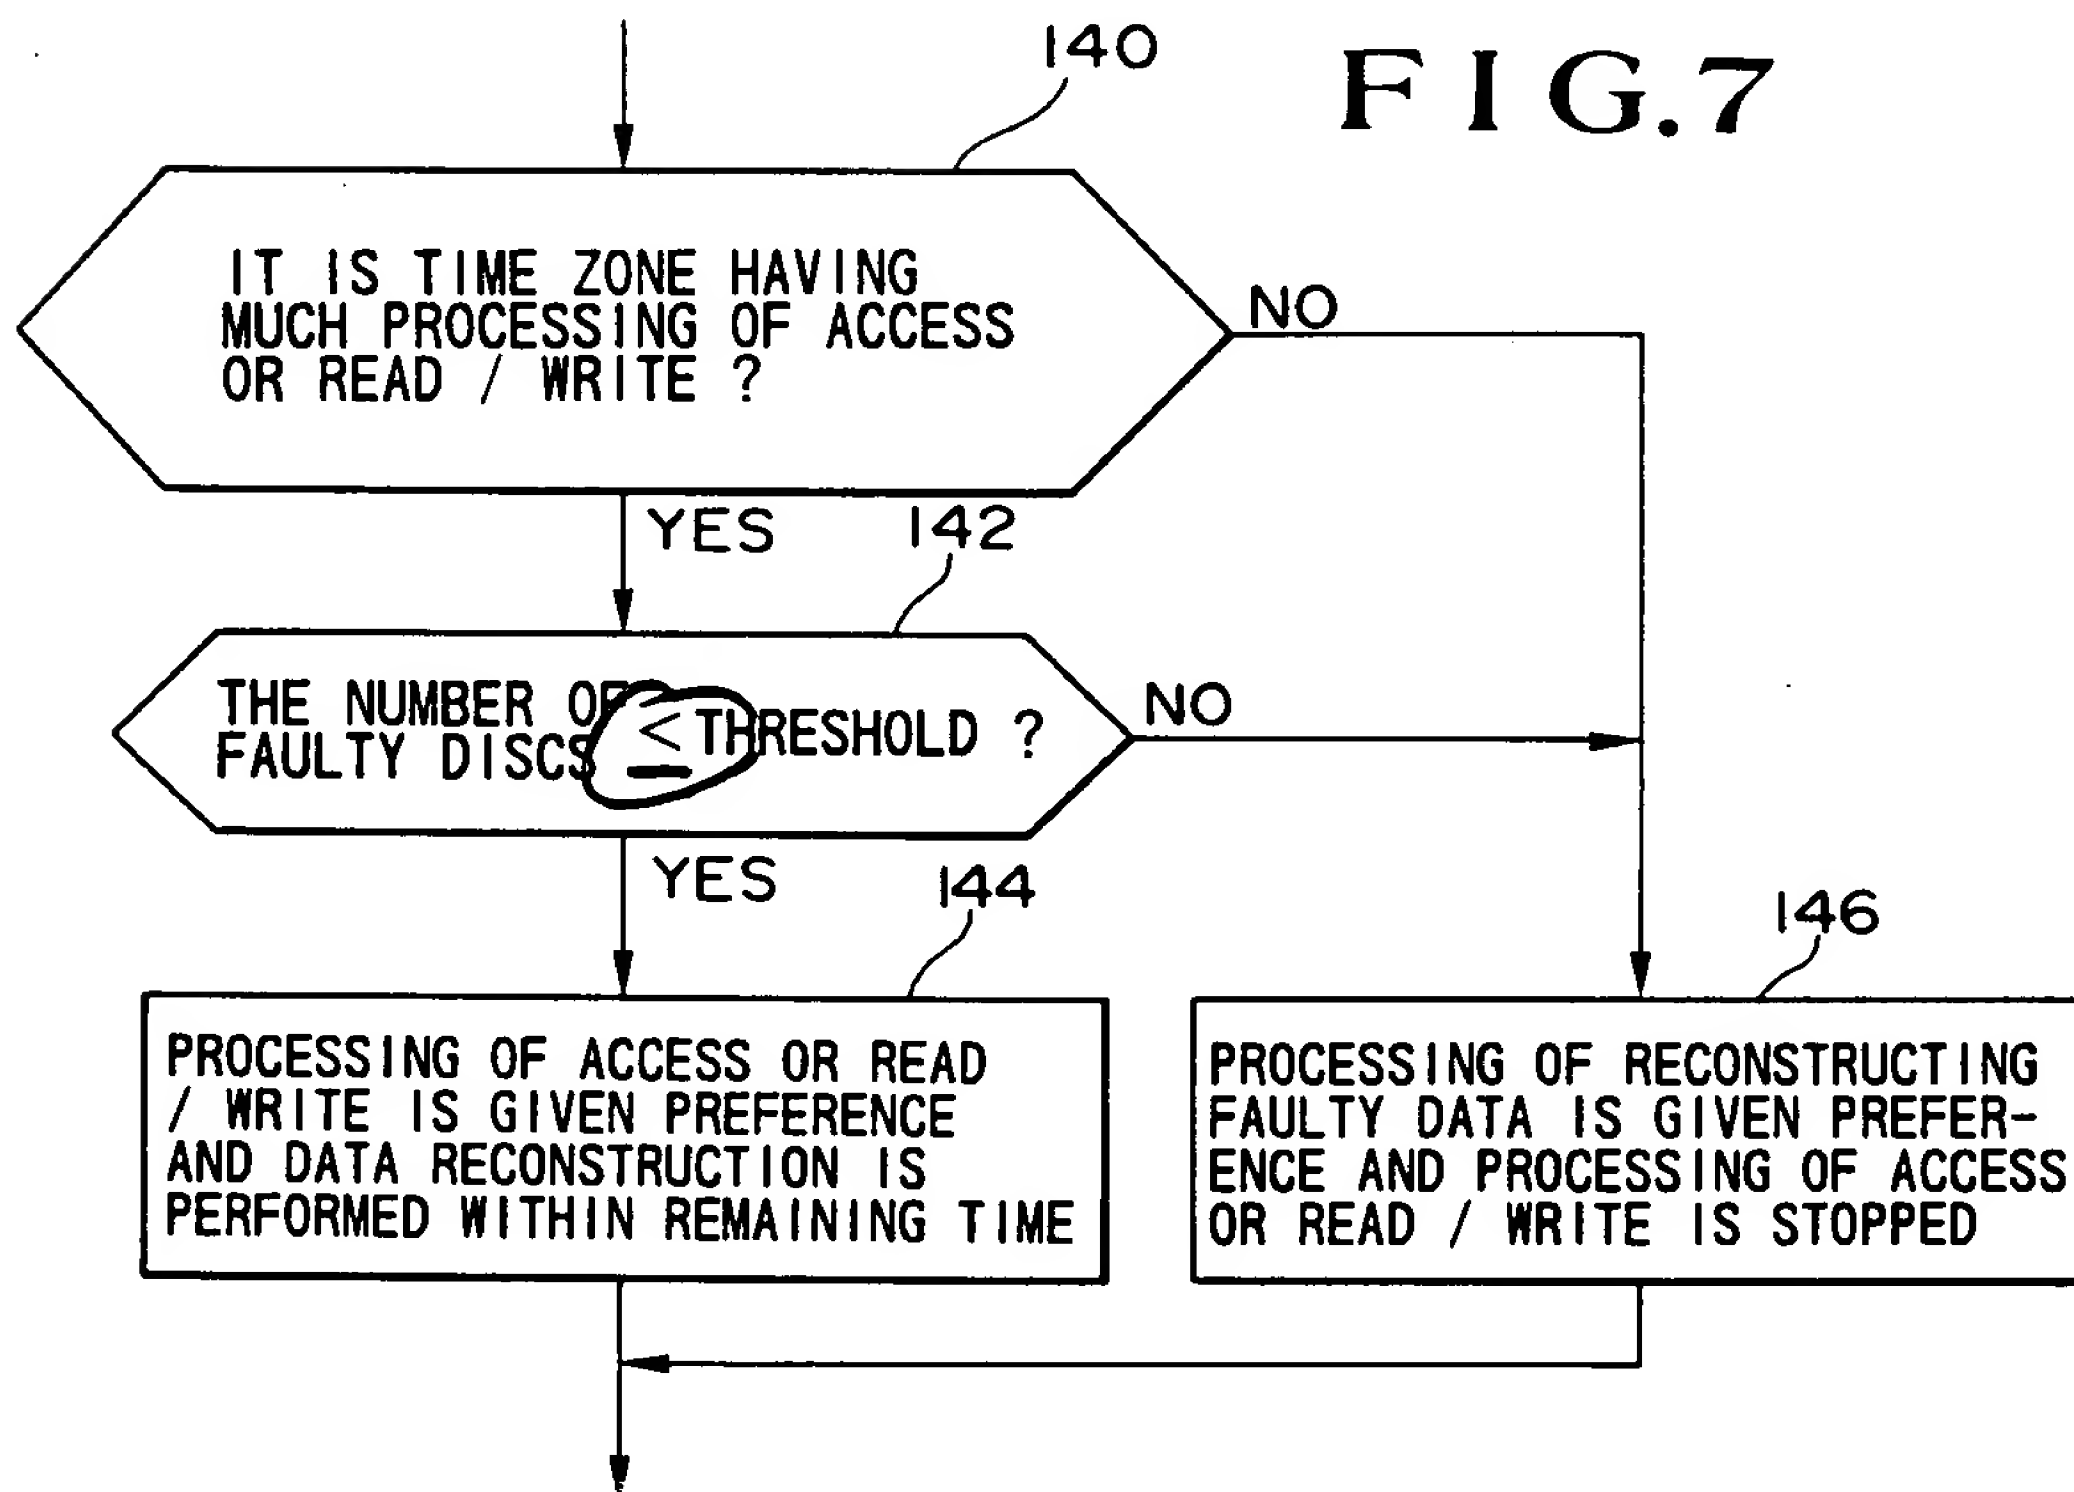 140
FIG.7
IT IS TIME ZONE HAVING
MUCH PROCESSING OF ACCESS
OR READ / WRITE ?
NO
YES
142
THE NUMBER OF
FAULTY DISCS ≤ THRESHOLD ?
NO
YES
144
146
PROCESSING OF ACCESS OR READ
/ WRITE IS GIVEN PREFERENCE
AND DATA RECONSTRUCTION IS
PERFORMED WITHIN REMAINING TIME
PROCESSING OF RECONSTRUCTING
FAULTY DATA IS GIVEN PREFER-
ENCE AND PROCESSING OF ACCESS
OR READ / WRITE IS STOPPED